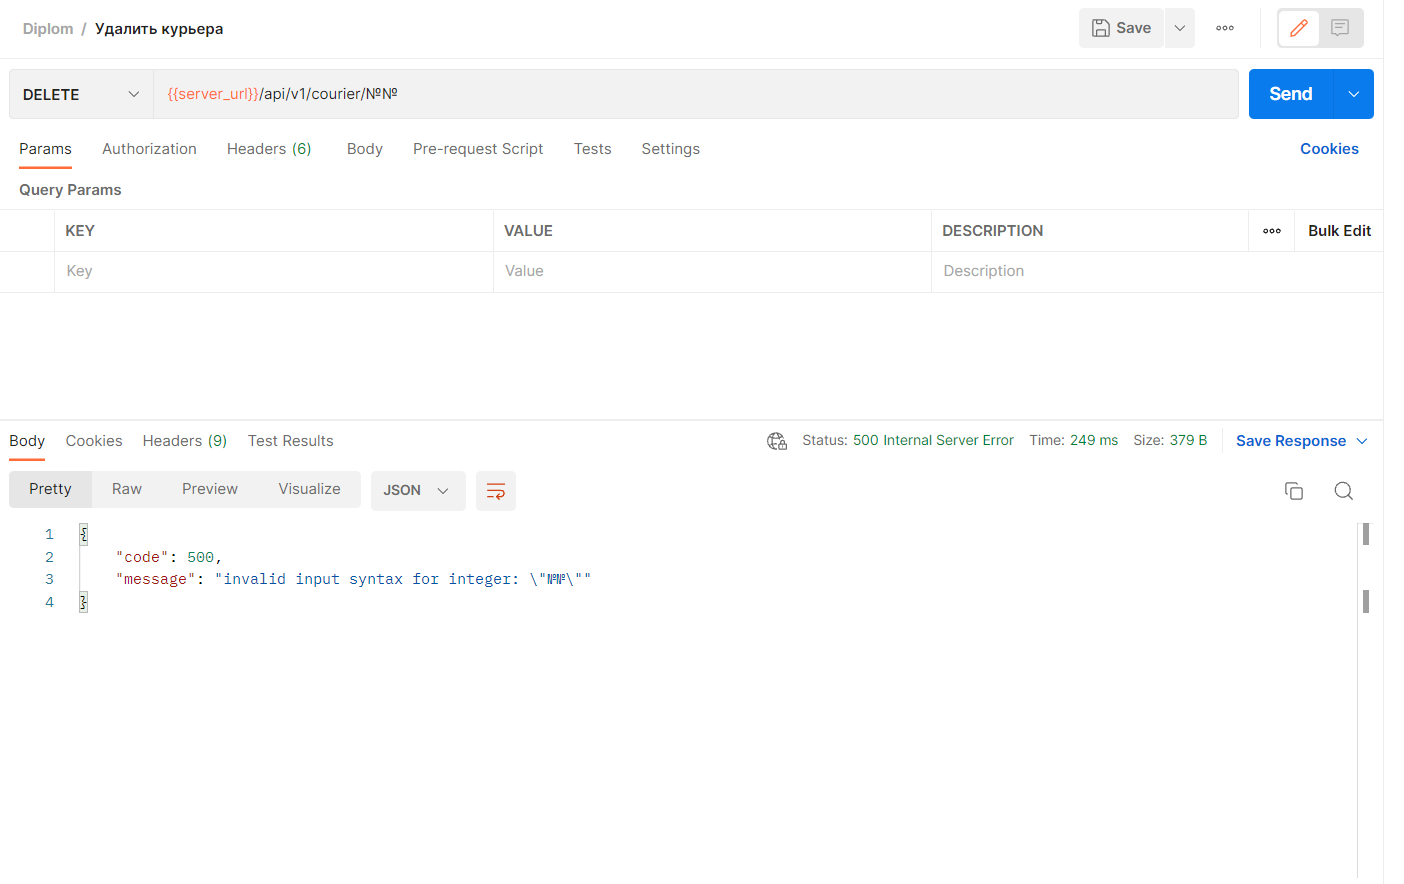 Diplom / Удалить курьера
Save
DELETE
{{server_url}}/api/v1/courier/№№
Send
Params Authorization Headers (6) Body Pre-request Script Tests Settings Cookies
Query Params
KEY VALUE DESCRIPTION Bulk Edit
Key Value Description
Body Cookies Headers (9) Test Results Status: 500 Internal Server Error Time: 249 ms Size: 379 B Save Response
Pretty Raw Preview Visualize JSON
1 {
2 "code": 500,
3 "message": "invalid input syntax for integer: \"№№\""
4 }